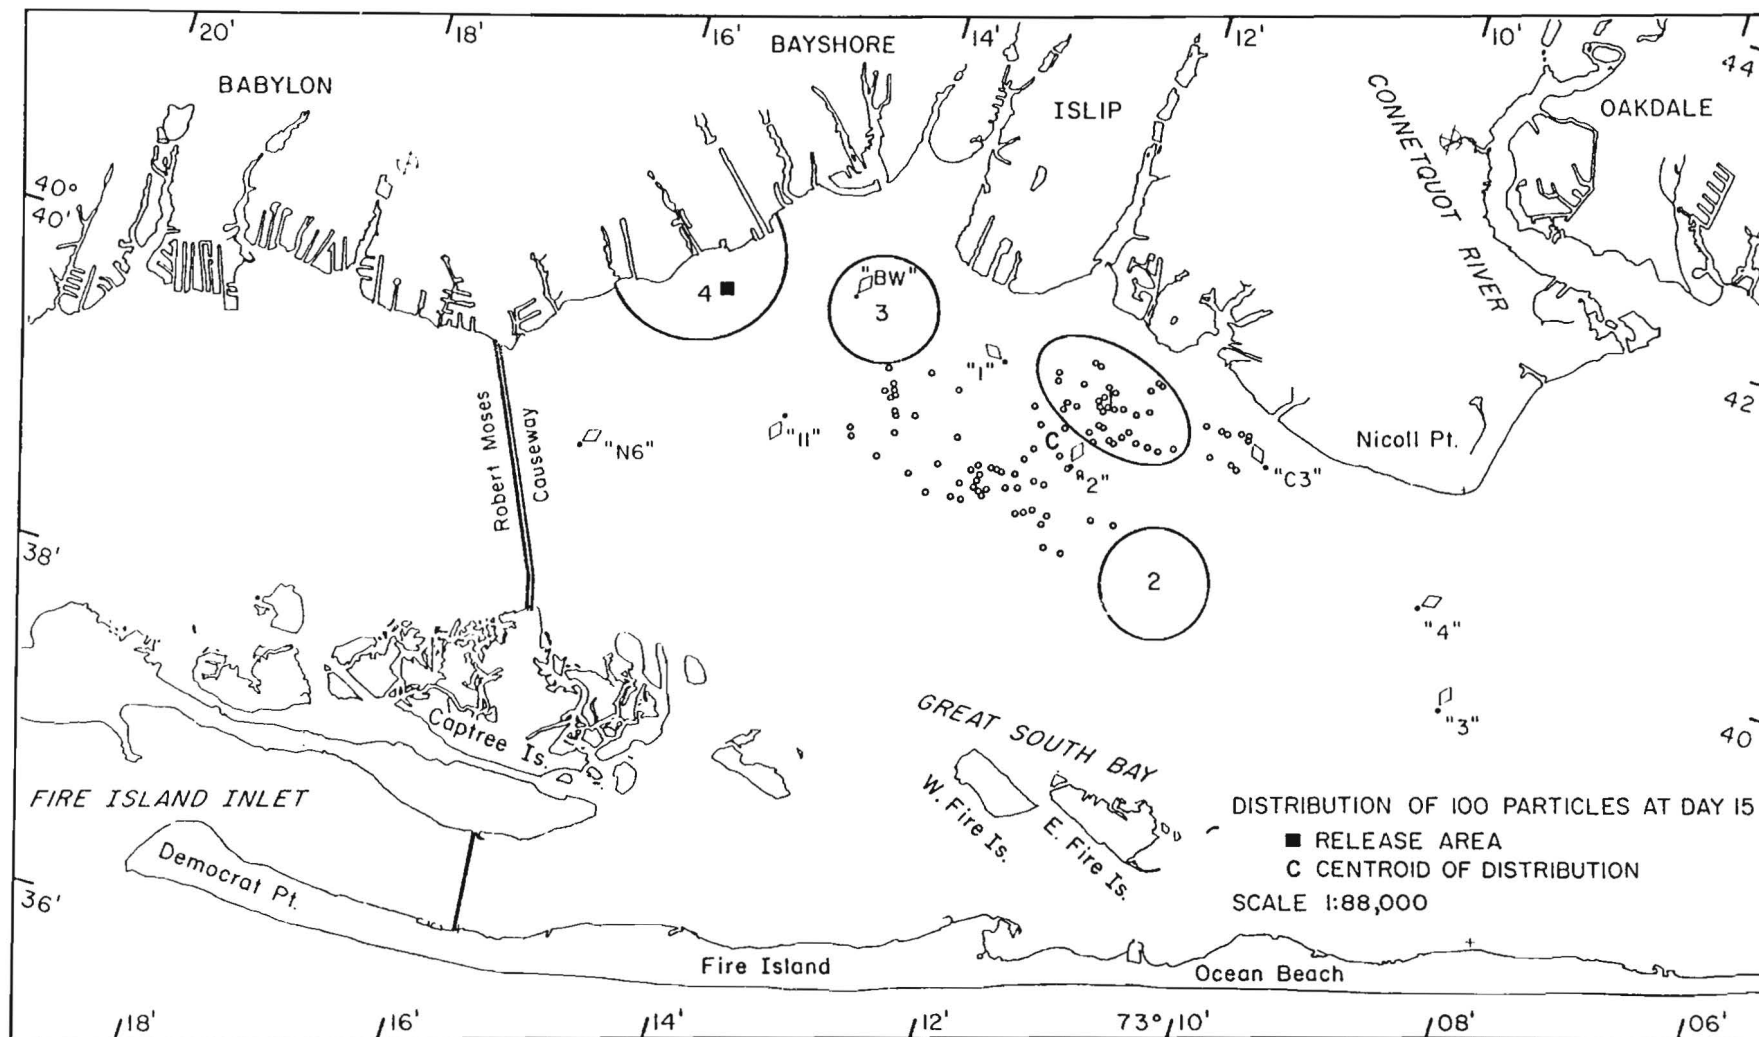 20'
18'
16'
14'
12'
10'
44'
BAYSHORE
BABYLON
ISLIP
OAKDALE
CONNETQUOT RIVER
40°
40'
4
"BW"
3
"1"
1
42'
Robert Moses
Causeway
"N6"
"11"
C
"2"
"C3"
Nicoll Pt.
38'
2
"4"
"3"
40'
Captree Is.
GREAT SOUTH BAY
W. Fire Is.
E. Fire Is.
FIRE ISLAND INLET
DISTRIBUTION OF 100 PARTICLES AT DAY 15
RELEASE AREA
C CENTROID OF DISTRIBUTION
SCALE 1:88,000
Democrat Pt.
36'
Fire Island
Ocean Beach
18'
16'
14'
12'
73° 10'
08'
06'